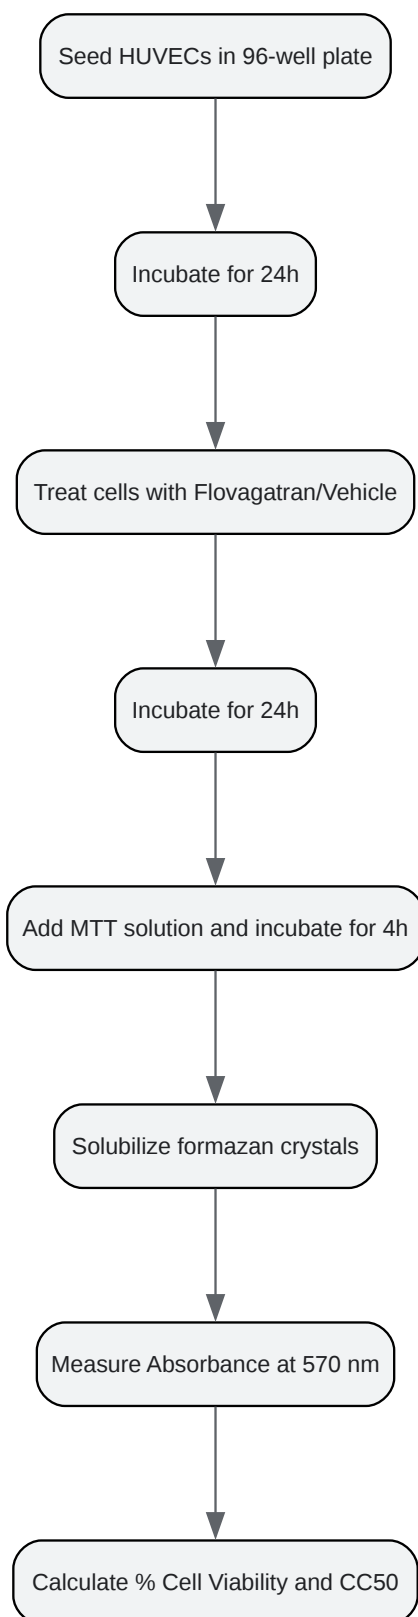 Seed HUVECs in 96-well plate
Incubate for 24h
Treat cells with Flovagatran/Vehicle
Incubate for 24h
Add MTT solution and incubate for 4h
Solubilize formazan crystals
Measure Absorbance at 570 nm
Calculate % Cell Viability and CC50